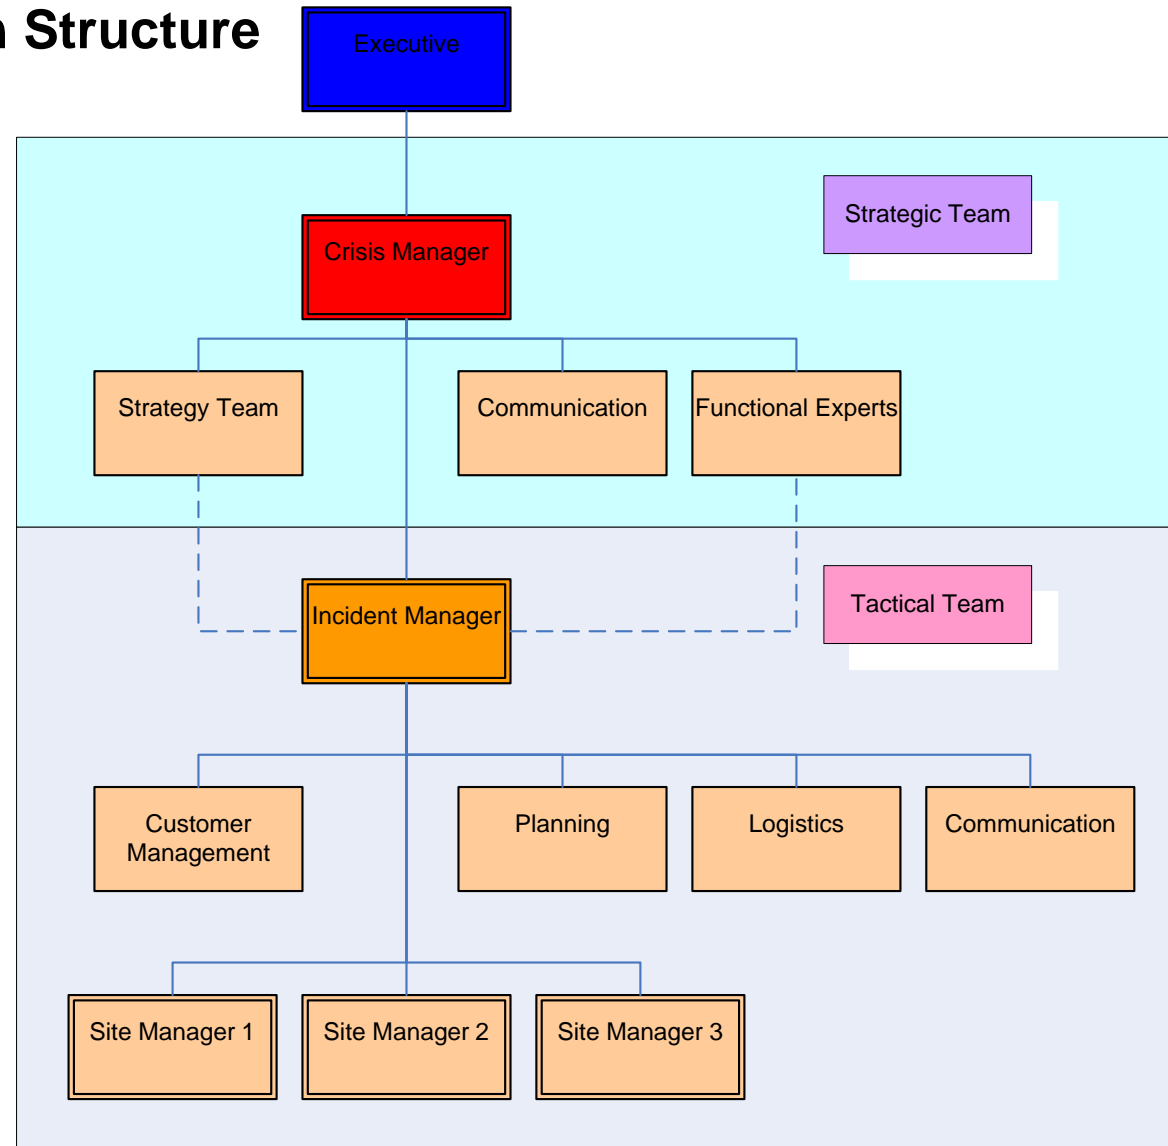 n Structure
Executive
Strategic Team
Crisis Manager
Strategy Team
Communication
Functional Experts
Tactical Team
Incident Manager
Customer
Management
Planning
Logistics
Communication
Site Manager 1
Site Manager 2
Site Manager 3